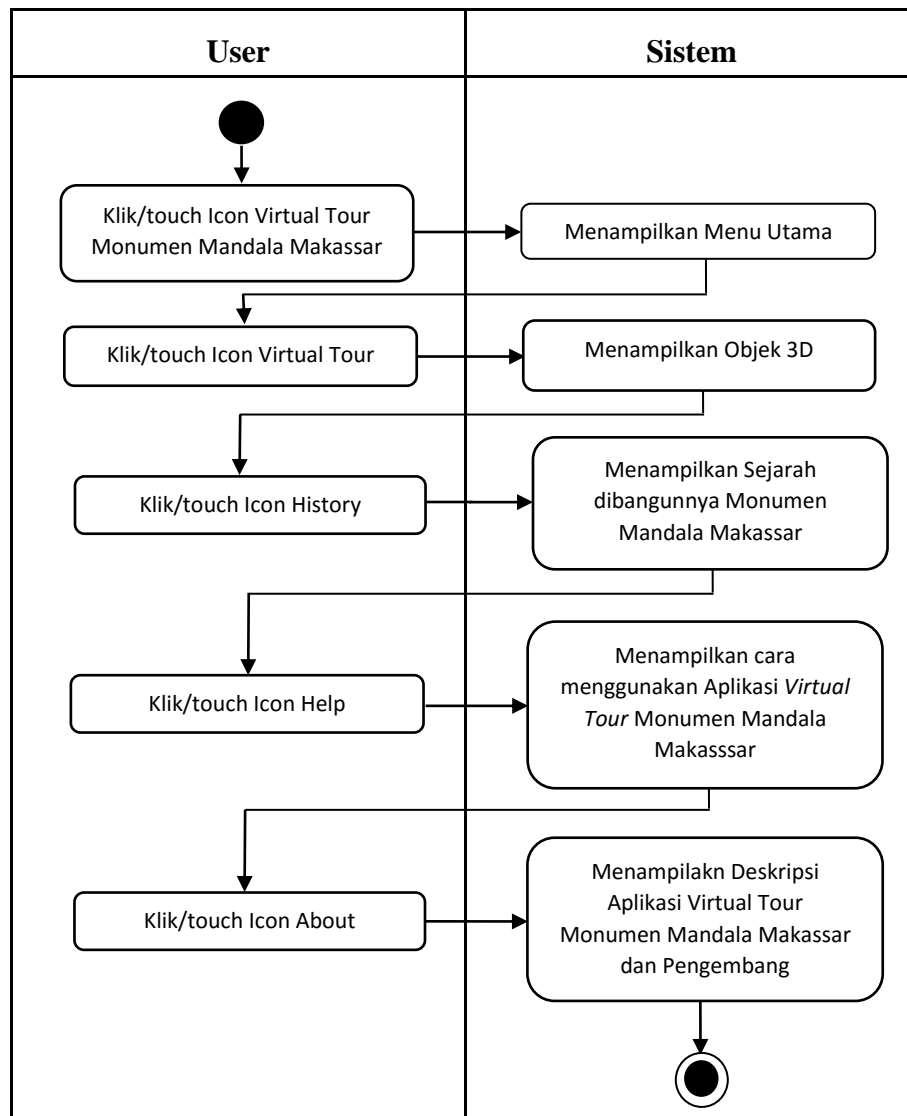 User
Sistem
Klik/touch Icon Virtual Tour
Monumen Mandala Makassar
Menampilkan Menu Utama
Klik/touch Icon Virtual Tour
Menampilkan Objek 3D
Klik/touch Icon History
Menampilkan Sejarah
dibangunnya Monumen
Mandala Makassar
Klik/touch Icon Help
Menampilkan cara
menggunakan Aplikasi Virtual
Tour Monumen Mandala
Makasssar
Klik/touch Icon About
Menampilakn Deskripsi
Aplikasi Virtual Tour
Monumen Mandala Makassar
dan Pengembang